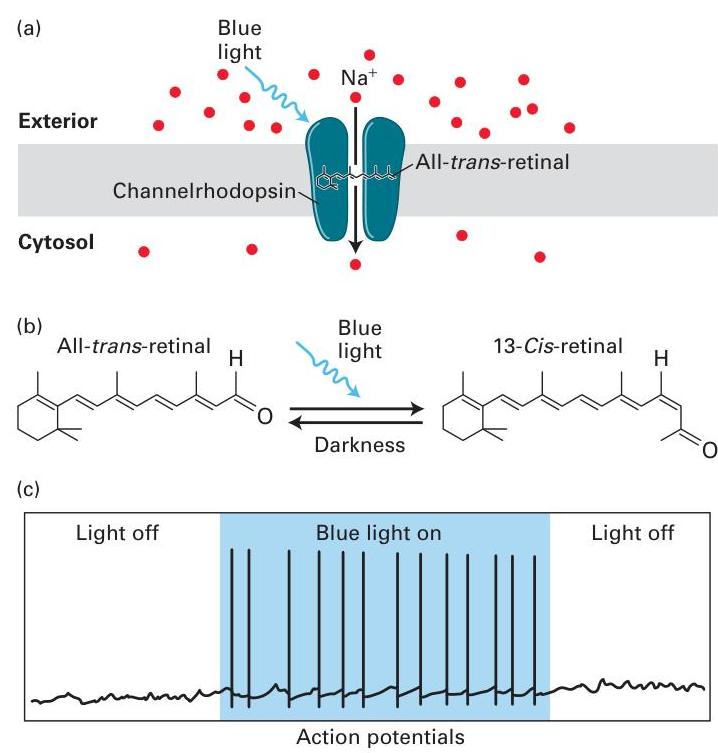 (a)
Blue
light
Na⁺
Exterior
All-trans-retinal
Channelrhodopsin
Cytosol
(b)
Blue
light
All-trans-retinal
13-Cis-retinal
H
H
O
O
Darkness
(c)
Light off
Blue light on
Light off
Action potentials